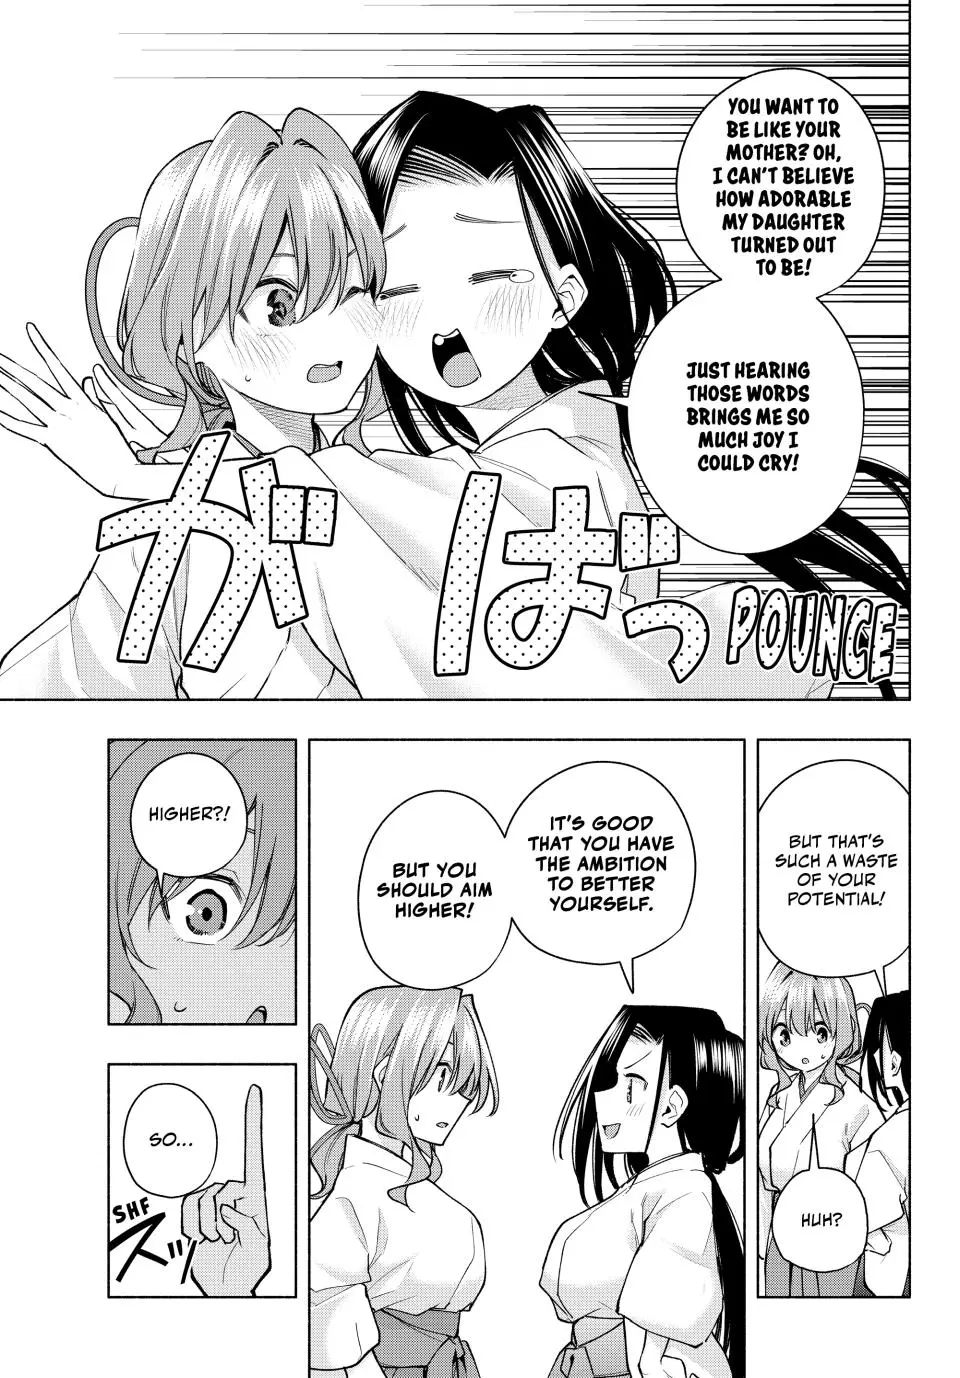 YOU WANT TO
BE LIKE YOUR
MOTHER? OH,
I CAN'T BELIEVE
HOW ADORABLE
MY DAUGHTER
TURNED OUT
TO BE!
JUST HEARING
THOSE WORDS
BRINGS ME SO
MUCH JOY I
COULD CRY!
がばっ
POUNCE
BUT THAT'S
SUCH A WASTE
OF YOUR
POTENTIAL!
HUH?
IT'S GOOD
THAT YOU HAVE
THE AMBITION
TO BETTER
YOURSELF.
BUT YOU
SHOULD AIM
HIGHER!
HIGHER?!
SO...
SHF
スッ